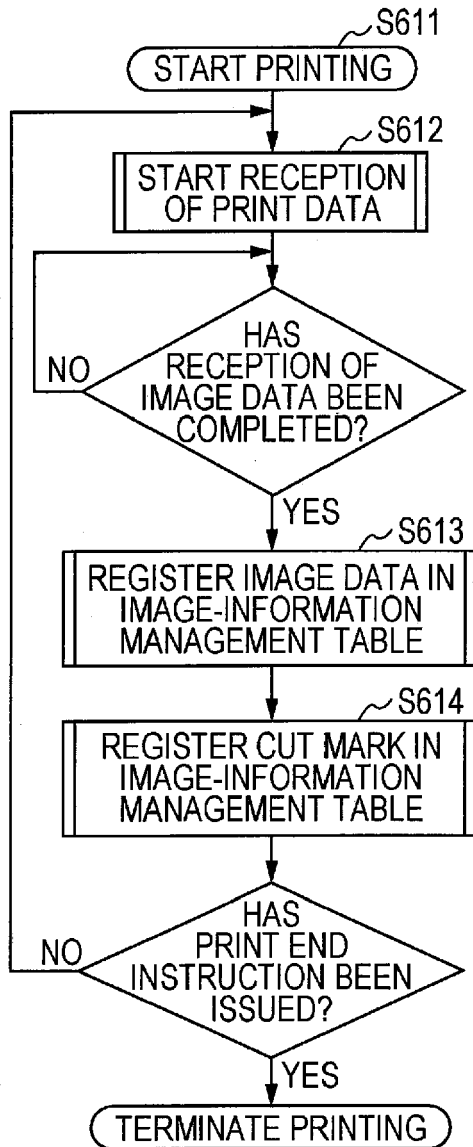 S611
START PRINTING
S612
START RECEPTION
OF PRINT DATA
HAS
RECEPTION OF
IMAGE DATA BEEN
COMPLETED?
NO
YES
S613
REGISTER IMAGE DATA IN
IMAGE-INFORMATION
MANAGEMENT TABLE
S614
REGISTER CUT MARK IN
IMAGE-INFORMATION
MANAGEMENT TABLE
HAS
PRINT END
INSTRUCTION BEEN
ISSUED?
NO
YES
TERMINATE PRINTING